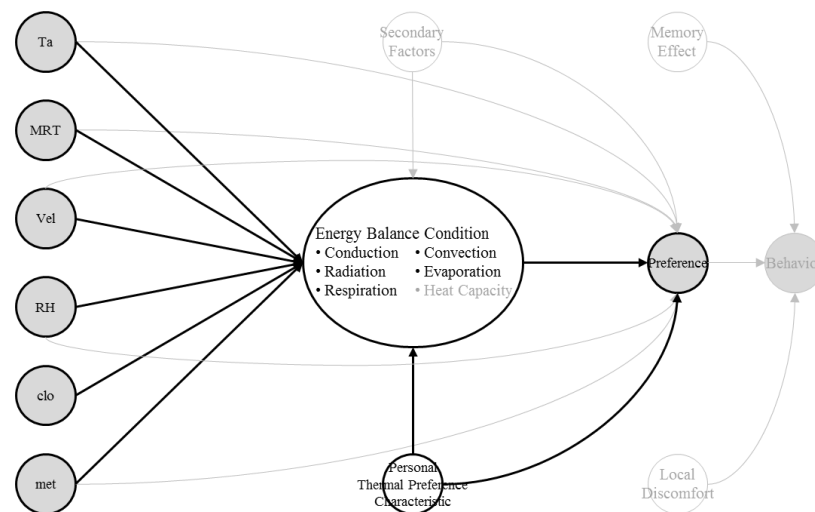 Ta
Secondary
Factors
Memory
Effect
MRT
Vel
Energy Balance Condition
• Conduction • Convection
• Radiation • Evaporation
• Respiration • Heat Capacity
Preference
Behavio
RH
clo
met
Personal
Thermal Preference
Characteristic
Local
Discomfort